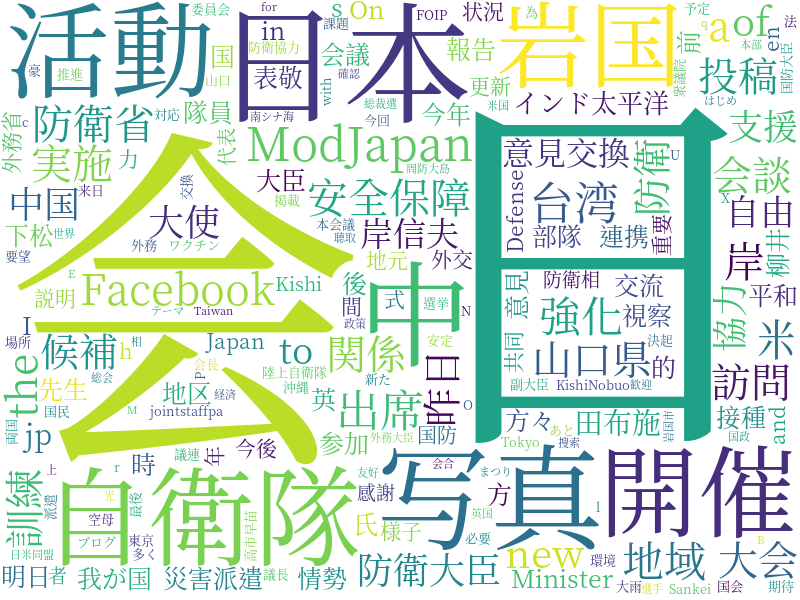 活動
日本
岩国
豪
委員会
for
FOIP
状況
s
On
課題
予定
為
a
of
en
法
in
国
会議
報告
前
本部
投稿
推進
防衛協力
山口
表敬
確認
with
更新
衆議院
国防大臣
はじめ
対応
隊員
南シナ海
総裁選
米国
今回
今年
インド太平洋
防衛省
外務省
代表
支援
実施
力
ModJapan
周防大島
意見交換
防衛
会談
中国
来日
交換
大臣
掲載
安全保障
本会議
聴取
Defense
台湾
重要
自由
下松
世界
大使
岸信夫
部隊
連携
岸
柳井
要望
外務
ワクチン
地元
外交
説明
E
Facebook
Kishi
後
間
式
選挙
中
防衛相
交流
意見
平和
テーマ
Taiwan
政策
安定
N
強化
視察
協力
米
I
場所
相
候補
h
会長
Japan
to
関係
共同
山口県
的
決起
the
先生
総会
P
経済
陸上自衛隊
沖縄
新た
副大臣
KishiNobuo
歓迎
訪問
国民
地区
jointstaffpa
英
出席
昨日
O
両国
jp
M
議連
年
今後
参加
外務大臣
国防
方々
あと
田布施
岩国市
接種
and
Tokyo
搜索
国政
会
目
訓練
上
r
時
友好
会合
まつり
自衛隊
写真
開催
派遣
光
最後
感謝
方
l
空母
ブログ
東京
多く
高市早苗
氏
様子
英国
必要
new
環境
地域
大会
B
日米同盟
明日
者
我が国
災害派遣
議長
情勢
防衛大臣
Minister
大雨
選手
Sankei
国会
期待